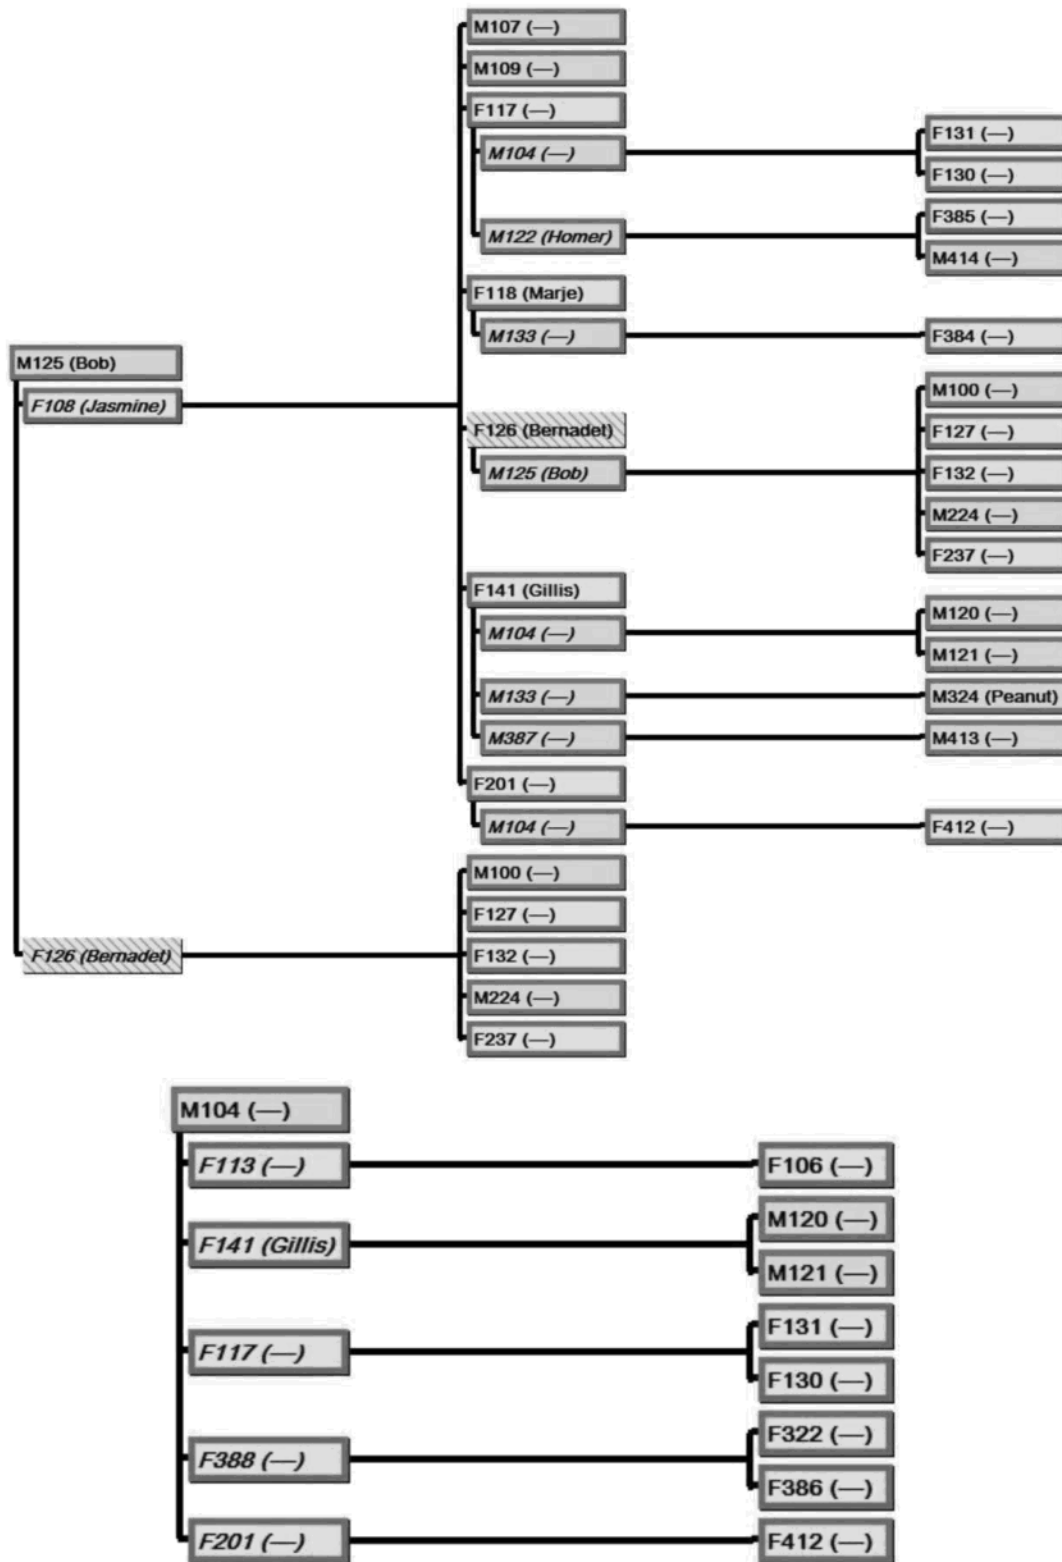 M107 (—)
M109 (—)
F117 (—)
M104 (—)
F131 (—)
F130 (—)
M122 (Homer)
F385 (—)
M414 (—)
F118 (Marje)
M133 (—)
F384 (—)
M125 (Bob)
F108 (Jasmine)
F126 (Bernadet)
M125 (Bob)
M100 (—)
F127 (—)
F132 (—)
M224 (—)
F237 (—)
F141 (Gillis)
M104 (—)
M120 (—)
M121 (—)
M133 (—)
M324 (Peanut)
M387 (—)
M413 (—)
F201 (—)
M104 (—)
F412 (—)
F126 (Bernadet)
M100 (—)
F127 (—)
F132 (—)
M224 (—)
F237 (—)
M104 (—)
F113 (—)
F106 (—)
F141 (Gillis)
M120 (—)
M121 (—)
F117 (—)
F131 (—)
F130 (—)
F388 (—)
F322 (—)
F386 (—)
F201 (—)
F412 (—)